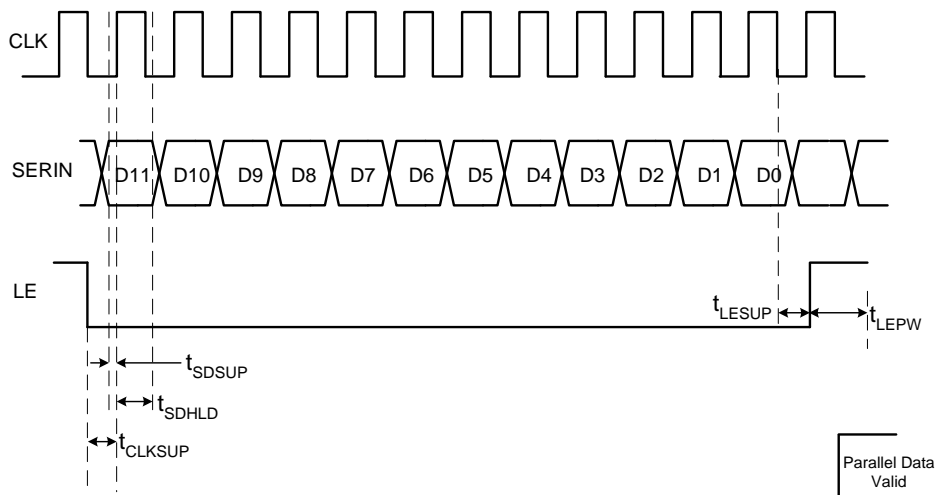 CLK
SERIN
D11 D10 D9 D8 D7 D6 D5 D4 D3 D2 D1 D0
LE
tLESUP
tLEPW
tSDSUP
tSDHLD
tCLKSUP
Parallel Data
Valid